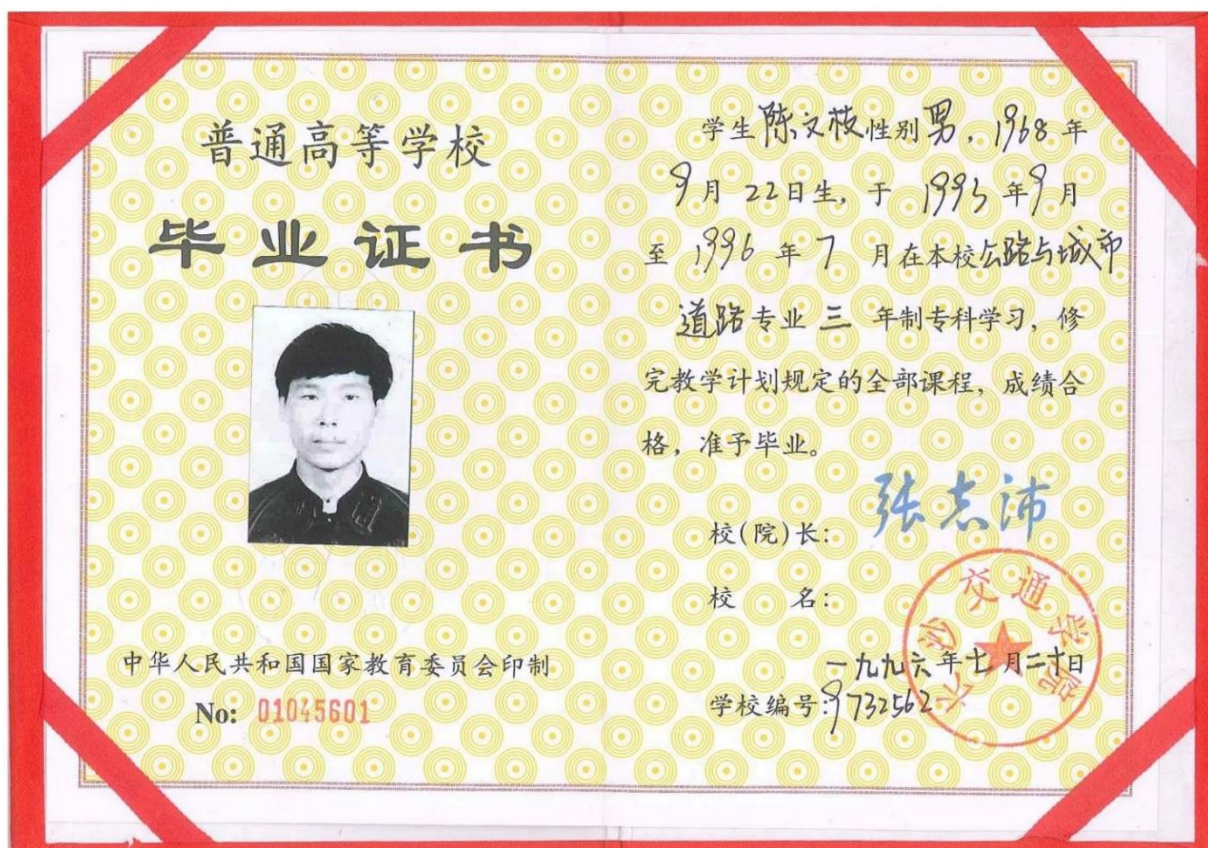 普通高等学校
毕业证书
中华人民共和国国家教育委员会印制
No: 01045601
学生陈文枝性别男，1968年
9月22日生，于1993年9月
至1996年7月在本校公路与城市
道路专业三年制专科学习，修
完教学计划规定的全部课程，成绩合
格，准予毕业。
校(院)长: 张志沛
校名:
长沙交通学院
一九九六年七月二十日
学校编号: 9732562